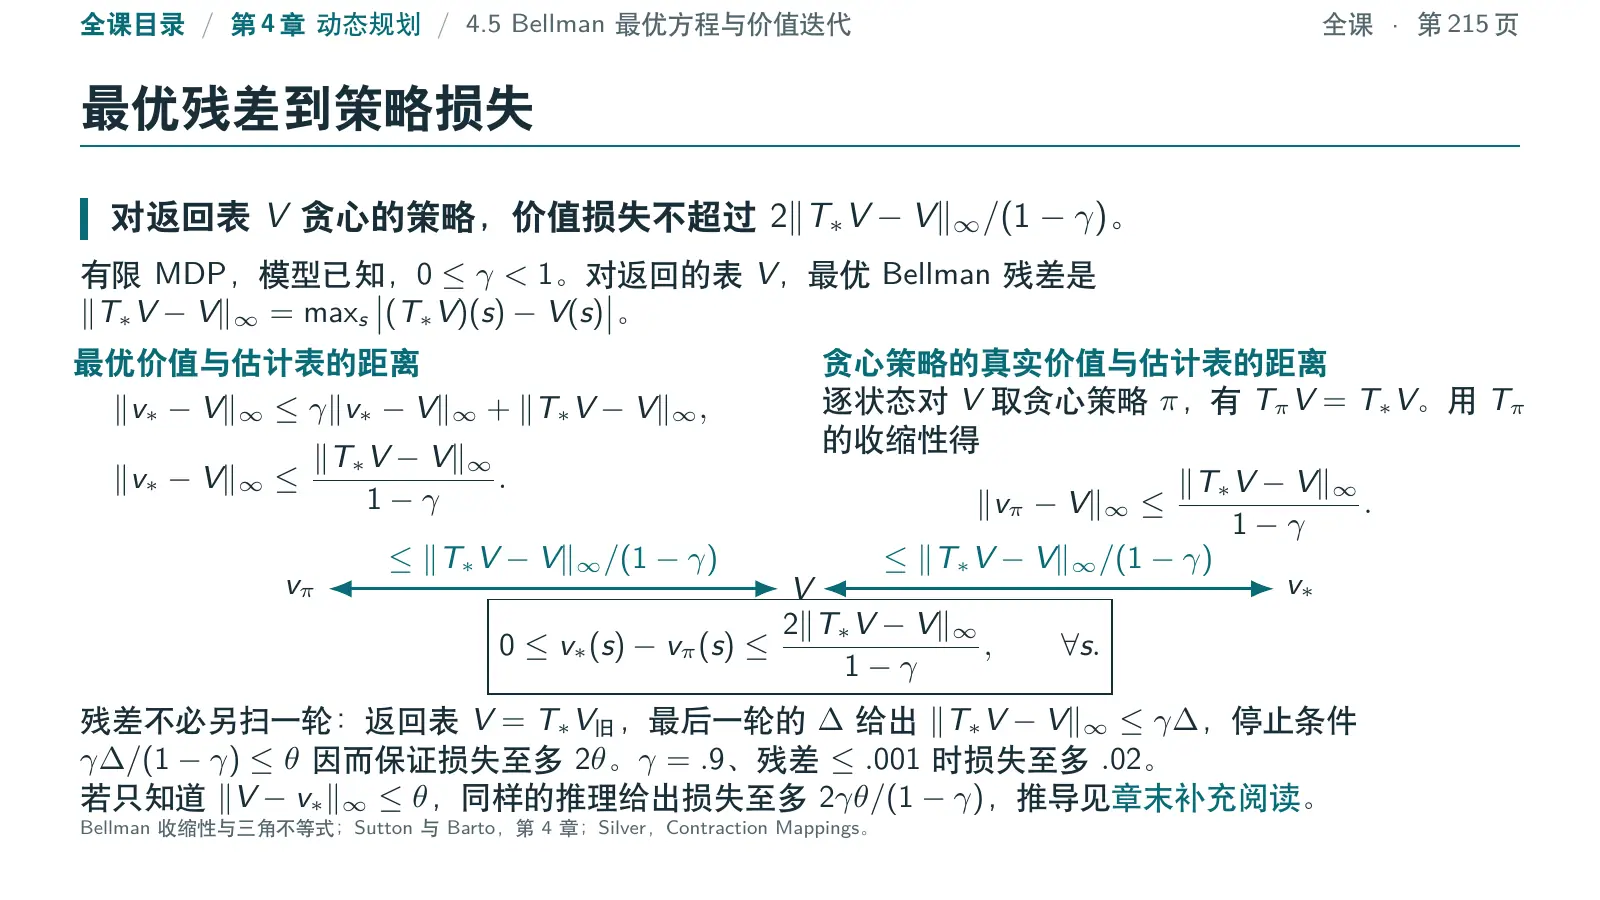 全课目录 / 第 4 章 动态规划 / 4.5 Bellman 最优方程与价值迭代
全课 · 第 215 页
最优残差到策略损失
对返回表 V 贪心的策略，价值损失不超过 2‖T∗V − V‖∞/(1 − γ)。
有限 MDP，模型已知，0 ≤ γ < 1。对返回的表 V，最优 Bellman 残差是
‖T∗V − V‖∞ = maxₛ |(T∗V)(s) − V(s)|。
最优价值与估计表的距离
‖v∗ − V‖∞ ≤ γ‖v∗ − V‖∞ + ‖T∗V − V‖∞,
‖v∗ − V‖∞ ≤ ‖T∗V − V‖∞ / (1 − γ).
贪心策略的真实价值与估计表的距离
逐状态对 V 取贪心策略 π，有 TπV = T∗V。用 Tπ
的收缩性得
‖vπ − V‖∞ ≤ ‖T∗V − V‖∞ / (1 − γ).
≤ ‖T∗V − V‖∞/(1 − γ) ≤ ‖T∗V − V‖∞/(1 − γ)
vπ V v∗
0 ≤ v∗(s) − vπ(s) ≤ 2‖T∗V − V‖∞ / (1 − γ), ∀s.
残差不必另扫一轮：返回表 V = T∗V旧，最后一轮的 Δ 给出 ‖T∗V − V‖∞ ≤ γΔ，停止条件
γΔ/(1 − γ) ≤ θ 因而保证损失至多 2θ。γ = .9、残差 ≤ .001 时损失至多 .02。
若只知道 ‖V − v∗‖∞ ≤ θ，同样的推理给出损失至多 2γθ/(1 − γ)，推导见章末补充阅读。
Bellman 收缩性与三角不等式；Sutton 与 Barto，第 4 章；Silver，Contraction Mappings。